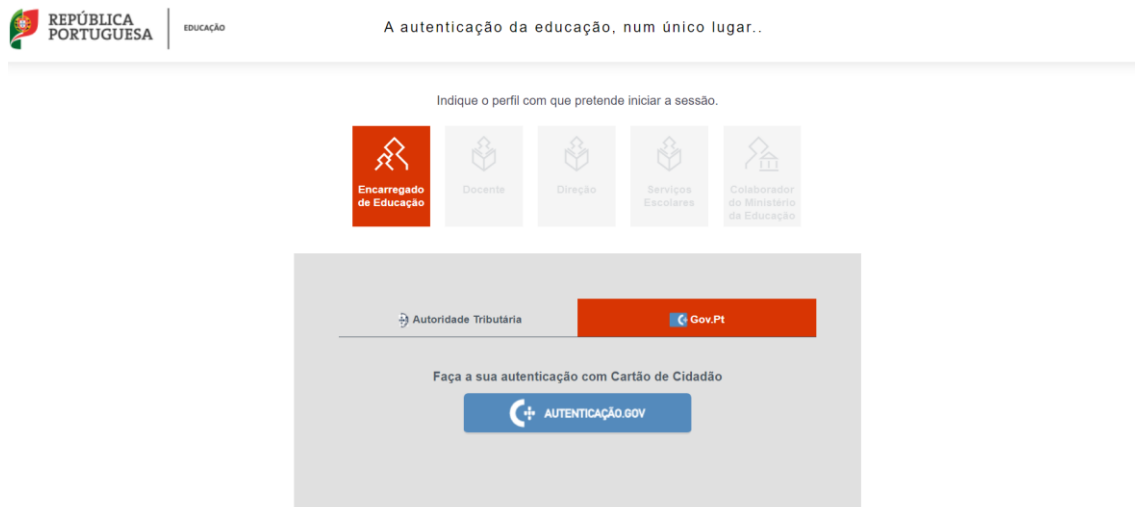 REPÚBLICA
PORTUGUESA
EDUCAÇÃO
A autenticação da educação, num único lugar..
Indique o perfil com que pretende iniciar a sessão.
Encarregado
de Educação
Docente
Direção
Serviços
Escolares
Colaborador
do Ministério
da Educação
Autoridade Tributária
Gov.Pt
Faça a sua autenticação com Cartão de Cidadão
AUTENTICAÇÃO.GOV